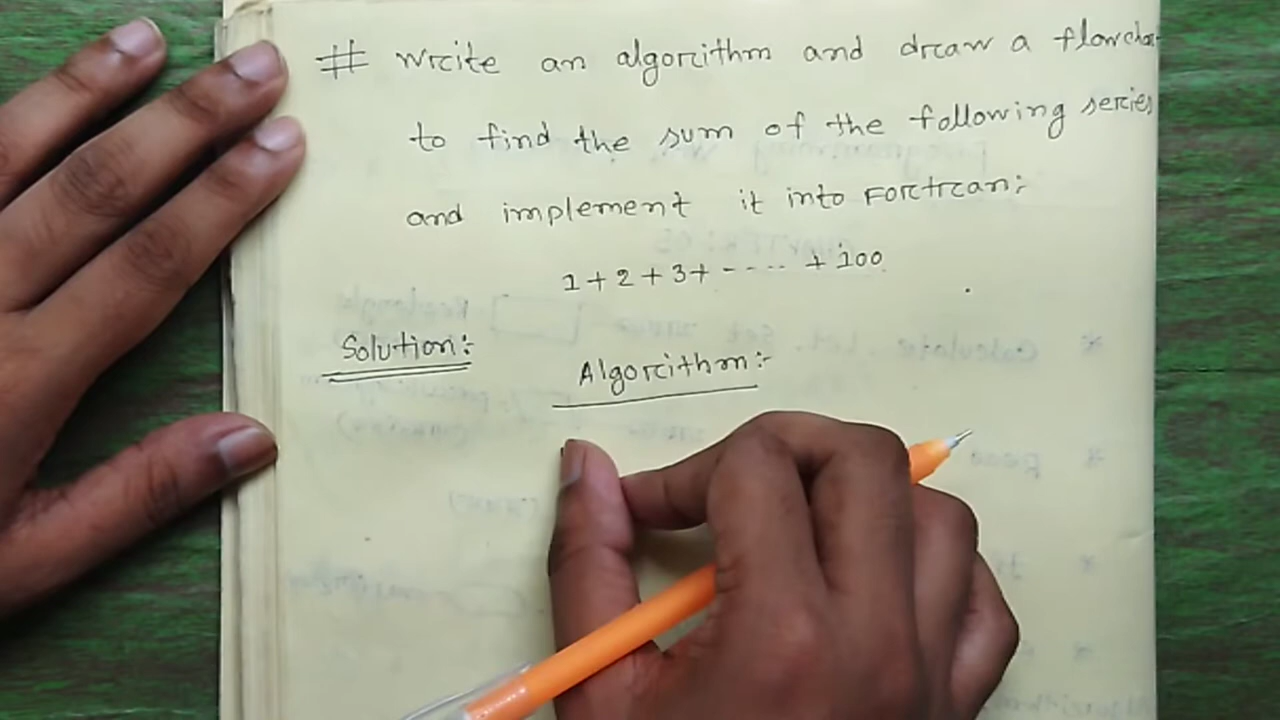 # Write an algorithm and draw a flowchar
to find the sum of the following series
and implement it into Fortran:
1 + 2 + 3 + - - - - - + 100
Solution:-
Algorithm:-